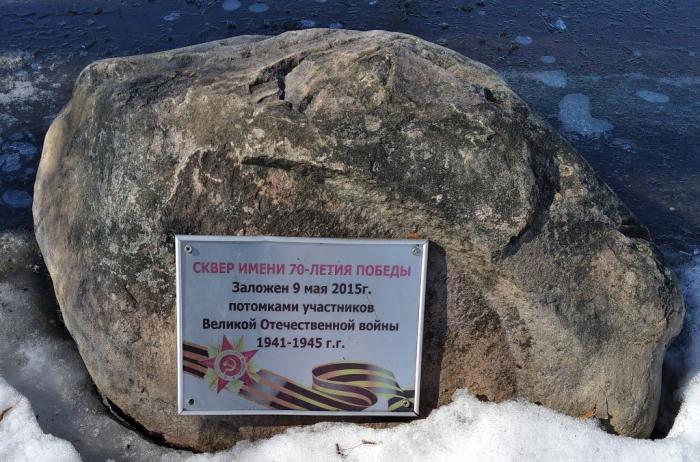 СКВЕР ИМЕНИ 70-ЛЕТИЯ ПОБЕДЫ
Заложен 9 мая 2015г.
потомками участников
Великой Отечественной войны
1941-1945 г.г.